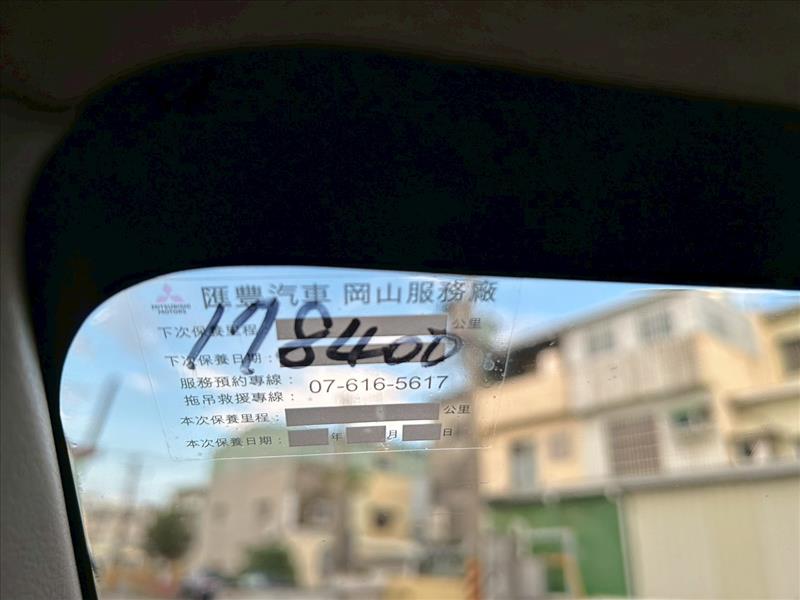 MITSUBISHI MOTORS
匯豐汽車 岡山服務廠
下次保養里程: 公里
178400
下次保養日期:
服務預約專線: 07-616-5617
拖吊救援專線:
本次保養里程: 公里
本次保養日期: 年 月 日